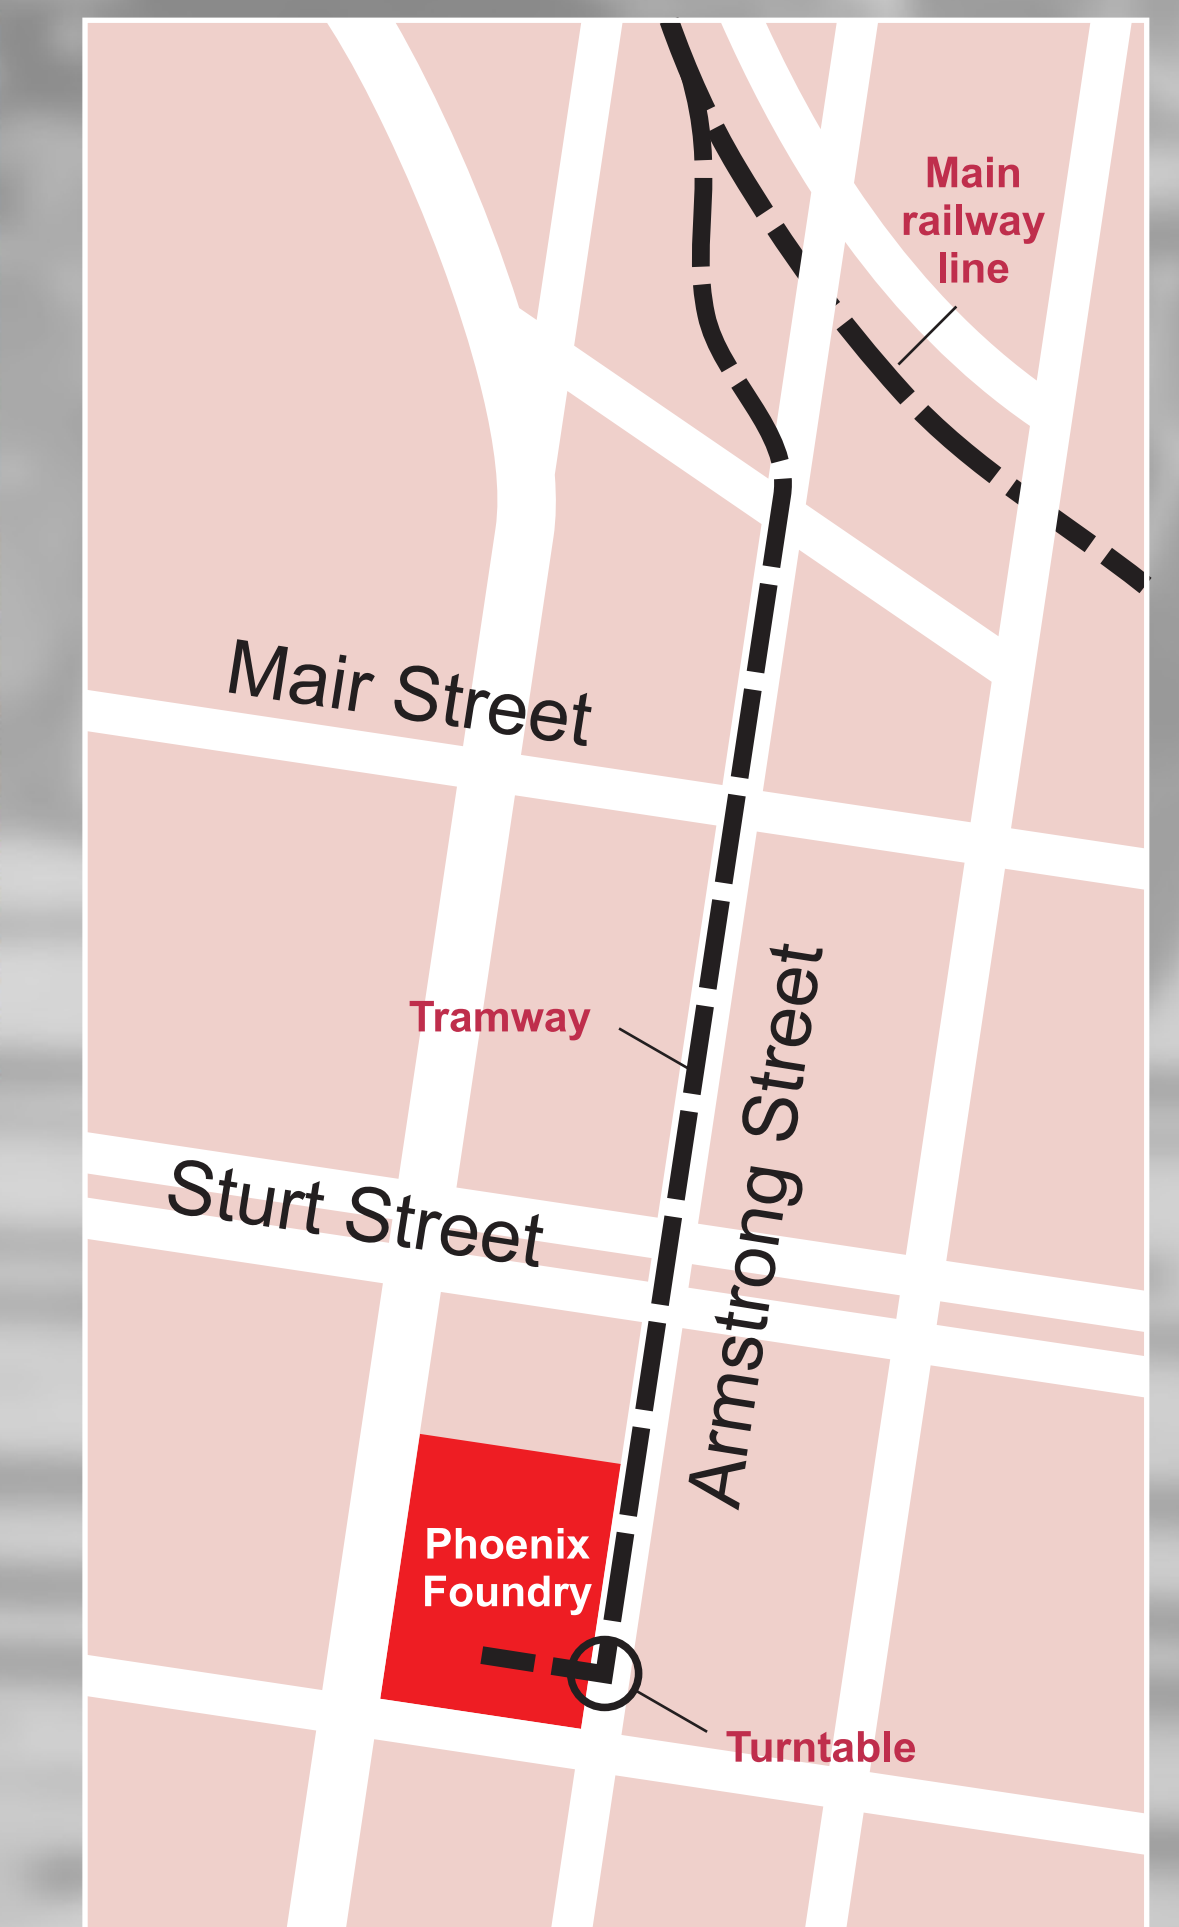 Main
railway
line
Mair Street
Tramway
Armstrong Street
Sturt Street
Phoenix
Foundry
Turntable